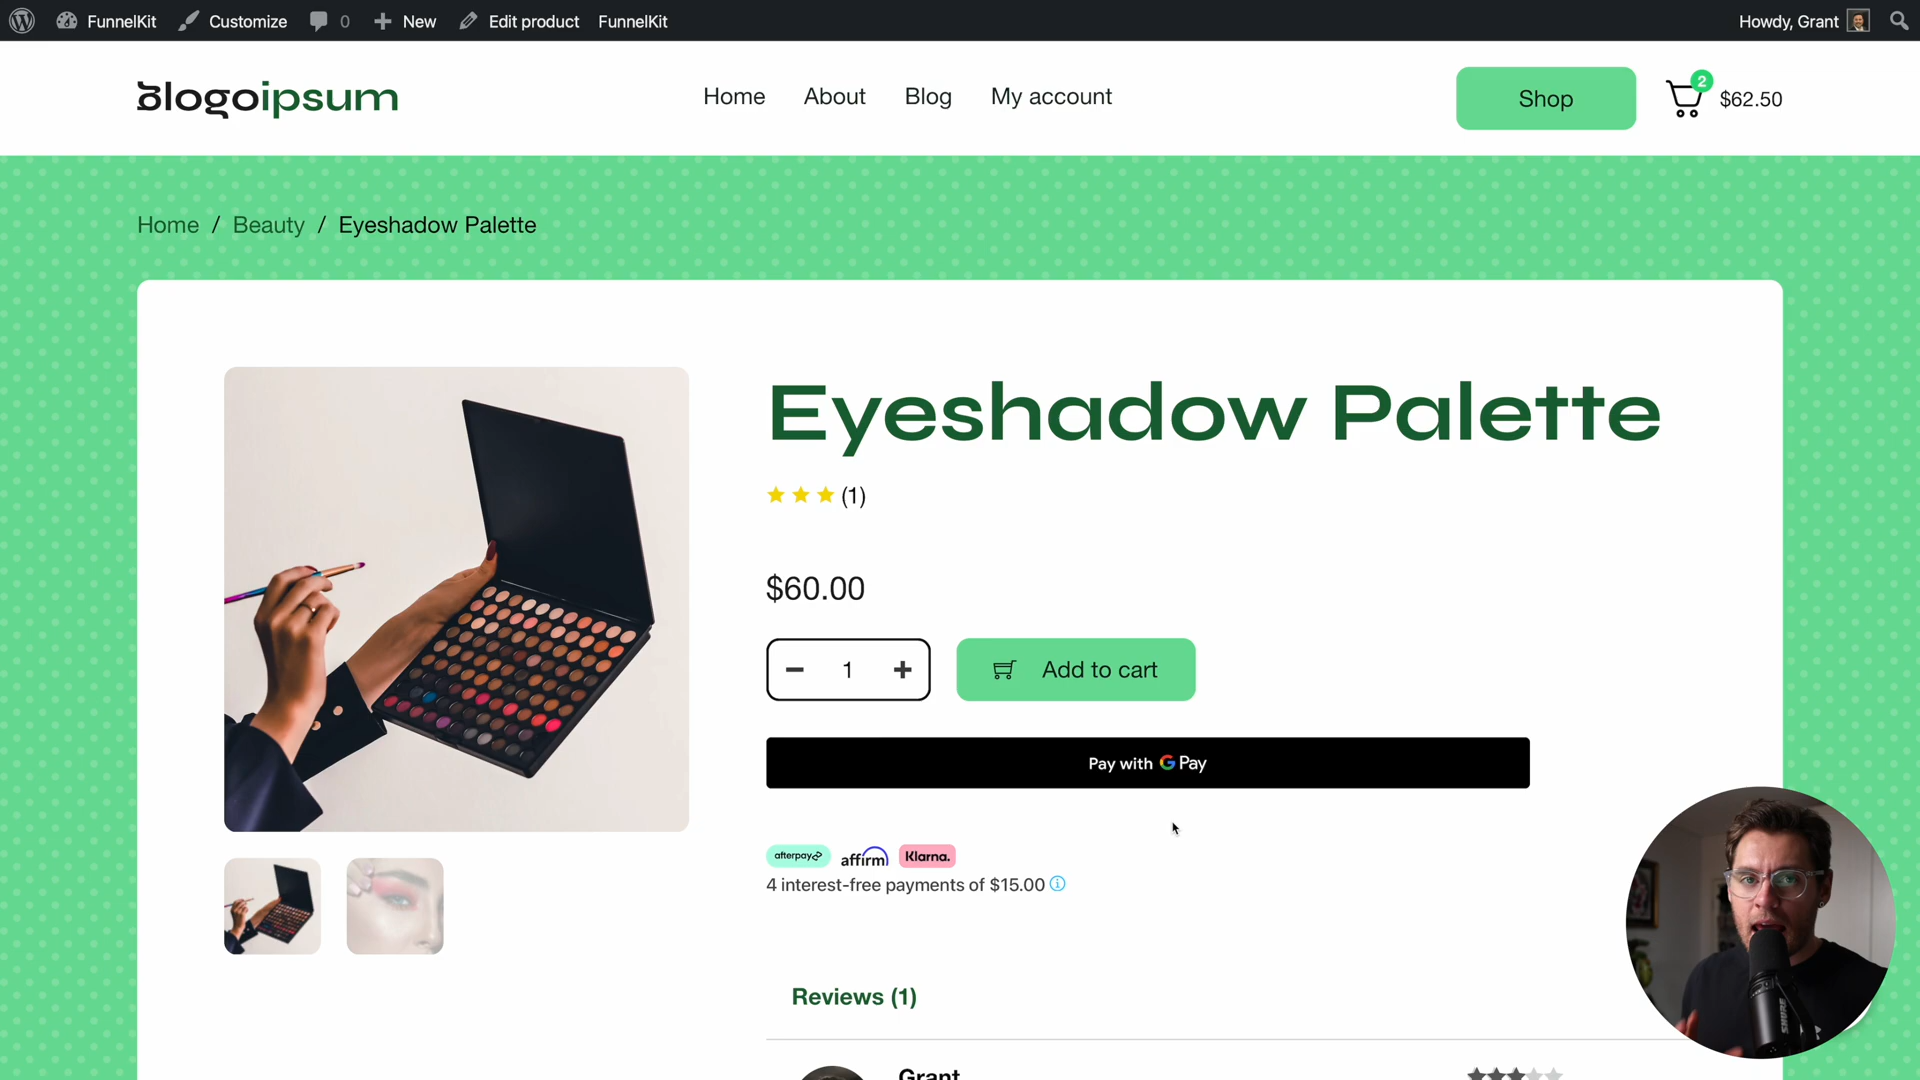 FunnelKit Customize 0 New Edit product FunnelKit Howdy, Grant
logoipsum
Home About Blog My account
Shop
2
$62.50
Home / Beauty / Eyeshadow Palette
Eyeshadow Palette
(1)
$60.00
1
Add to cart
Pay with G Pay
afterpay affirm Klarna.
4 interest-free payments of $15.00
Reviews (1)
Grant
SHURE